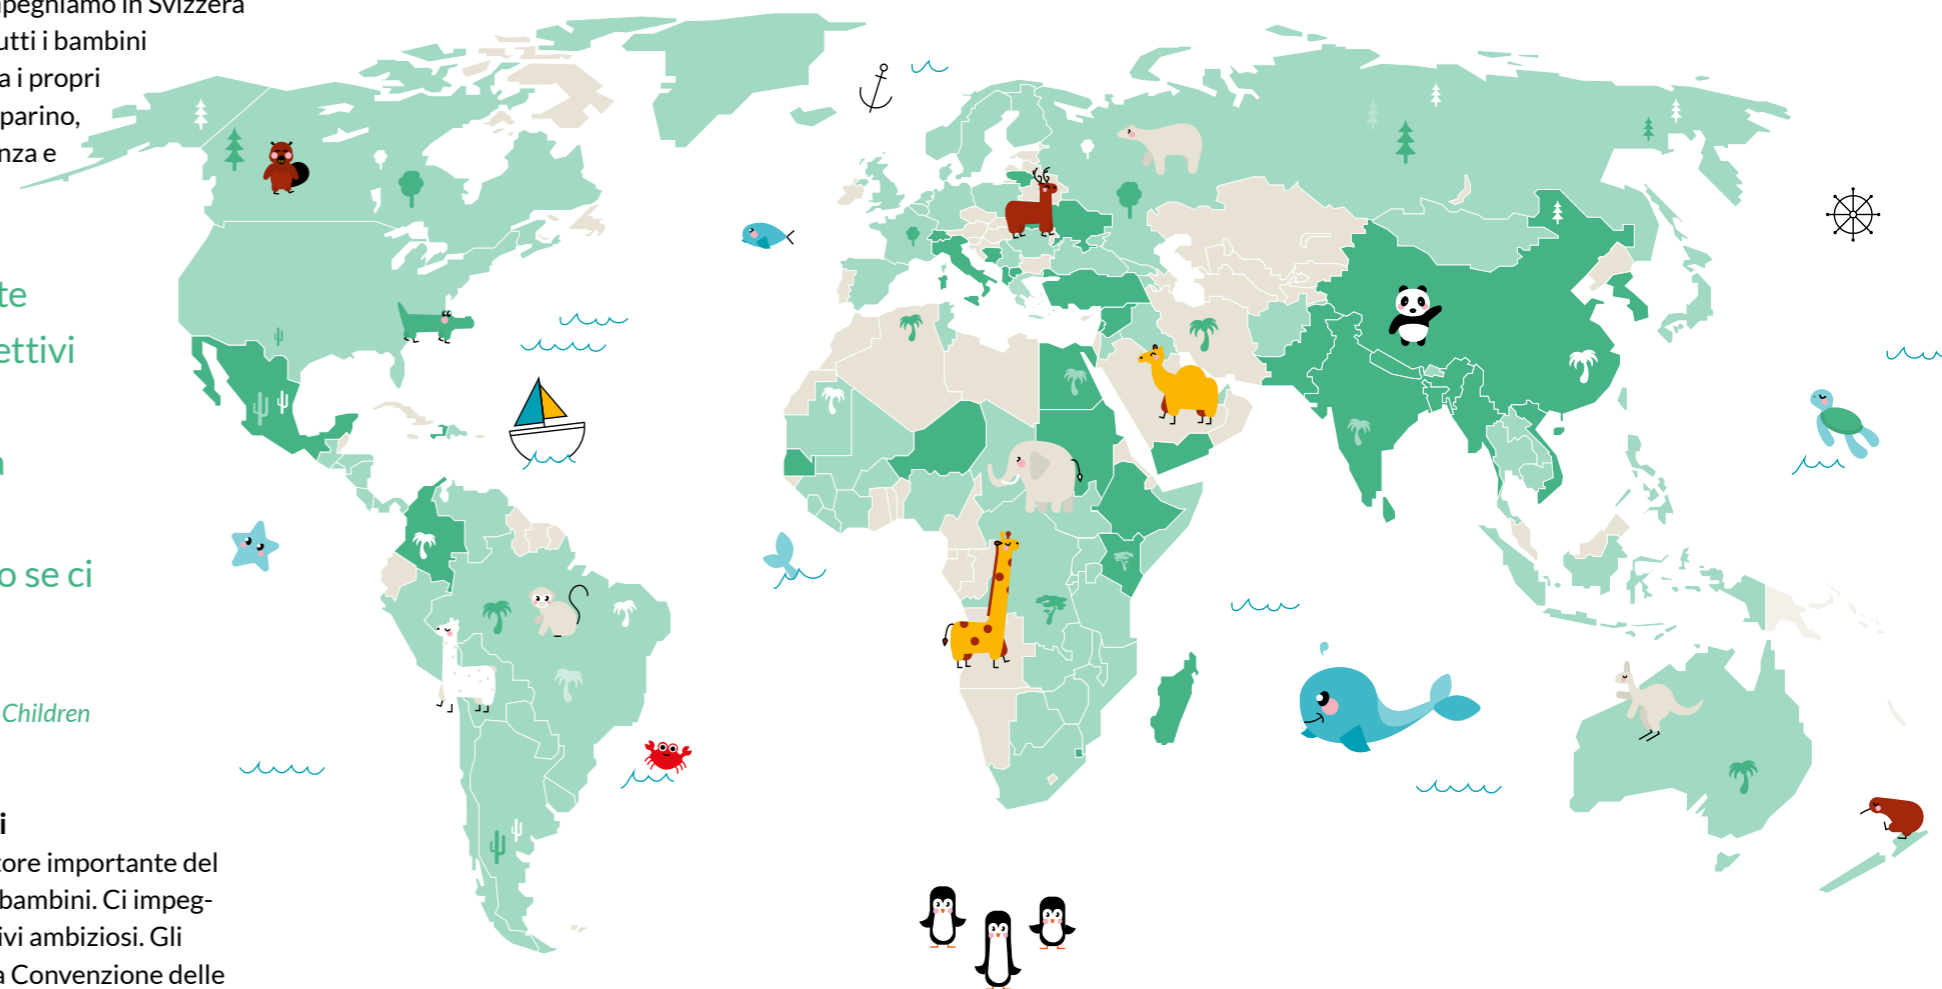 pegniamo in Svizzera
utti i bambini
a i propri
parino,
nza e
te
ettivi
a
o se ci
Children
i
tore importante del
bambini. Ci impeg-
ivi ambiziosi. Gli
a Convenzione delle